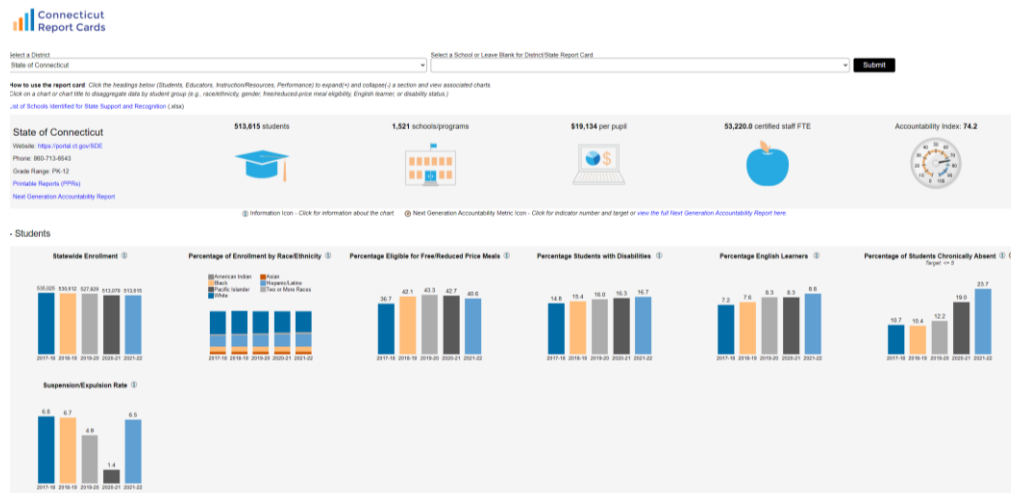 Connecticut
Report Cards
Select a District
Select a School or Leave Blank for District/State Report Card
State of Connecticut
Submit
How to use the report card: Click the headings below (Students, Educators, Instruction/Resources, Performance) to expand(+) and collapse(-) a section and view associated charts
Click on a chart or chart title to disaggregate data by student group (e.g., race/ethnicity, gender, free/reduced-price meal eligibility, English learner, or disability status.)
List of Schools Identified for State Support and Recognition (.xlsx)
State of Connecticut
Website: https://portal.ct.gov/SDE
Phone: 860-713-6543
Grade Range: PK-12
Printable Reports (PPRs)
Next Generation Accountability Report
513,615 students
1,521 schools/programs
$19,134 per pupil
53,220.0 certified staff FTE
Accountability Index: 74.2
Information Icon - Click for information about the chart
Next Generation Accountability Metric Icon - Click for indicator number and target or view the full Next Generation Accountability Report here.
- Students
Statewide Enrollment
513,615
2017-18 2018-19 2019-20 2020-21 2021-22
Percentage of Enrollment by Race/Ethnicity
American Indian
Asian
Black
Hispanic/Latino
Pacific Islander
Two or More Races
White
2017-18 2018-19 2019-20 2020-21 2021-22
Percentage Eligible for Free/Reduced Price Meals
36.7 42.1 43.3 42.7 40.6
2017-18 2018-19 2019-20 2020-21 2021-22
Percentage Students with Disabilities
14.8 15.4 16.0 16.3 16.7
2017-18 2018-19 2019-20 2020-21 2021-22
Percentage English Learners
7.2 7.6 8.3 8.3 8.8
2017-18 2018-19 2019-20 2020-21 2021-22
Percentage of Students Chronically Absent
Target: <= 5
10.7 10.4 12.2 19.0 23.7
2017-18 2018-19 2019-20 2020-21 2021-22
Suspension/Expulsion Rate
6.8 6.7 4.9 1.4 6.5
2017-18 2018-19 2019-20 2020-21 2021-22